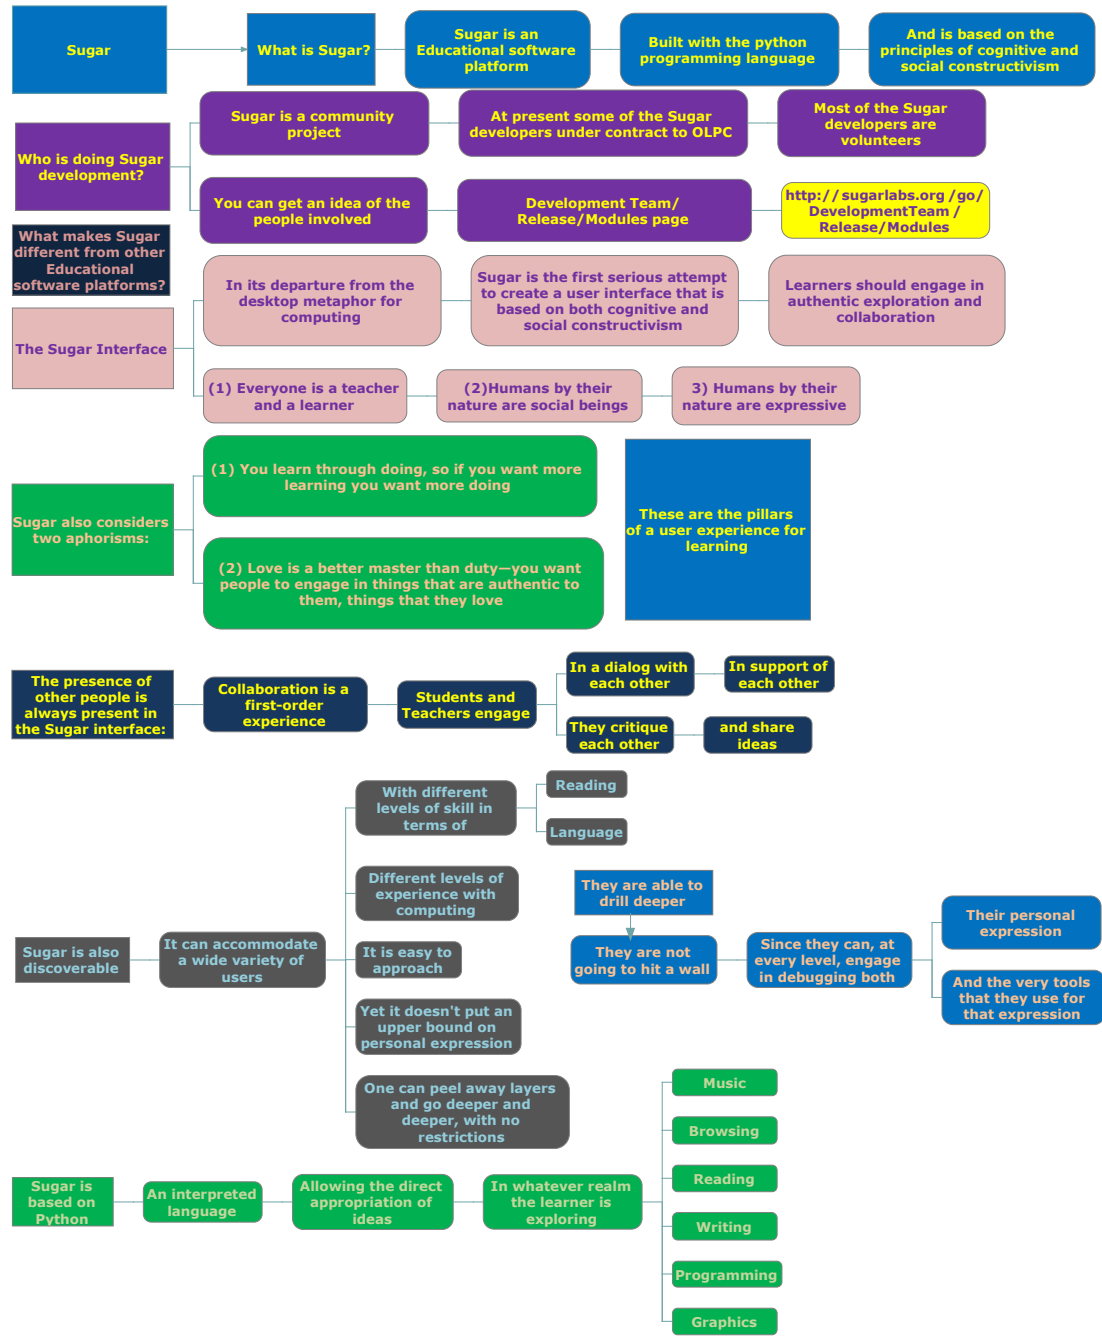 Sugar
What is Sugar?
Sugar is an
Educational software
platform
Built with the python
programming language
And is based on the
principles of cognitive and
social constructivism
Who is doing Sugar
development?
Sugar is a community
project
At present some of the Sugar
developers under contract to OLPC
Most of the Sugar
developers are
volunteers
You can get an idea of the
people involved
Development Team/
Release/Modules page
http://sugarlabs.org /go/
DevelopmentTeam /
Release/Modules
What makes Sugar
different from other
Educational
software platforms?
The Sugar Interface
In its departure from the
desktop metaphor for
computing
Sugar is the first serious attempt
to create a user interface that is
based on both cognitive and
social constructivism
Learners should engage in
authentic exploration and
collaboration
(1) Everyone is a teacher
and a learner
(2)Humans by their
nature are social beings
3) Humans by their
nature are expressive
Sugar also considers
two aphorisms:
(1) You learn through doing, so if you want more
learning you want more doing
(2) Love is a better master than duty—you want
people to engage in things that are authentic to
them, things that they love
These are the pillars
of a user experience for
learning
The presence of
other people is
always present in
the Sugar interface:
Collaboration is a
first-order
experience
Students and
Teachers engage
In a dialog with
each other
In support of
each other
They critique
each other
and share
ideas
Sugar is also
discoverable
It can accommodate
a wide variety of
users
With different
levels of skill in
terms of
Reading
Language
Different levels of
experience with
computing
It is easy to
approach
Yet it doesn't put an
upper bound on
personal expression
One can peel away layers
and go deeper and
deeper, with no
restrictions
They are able to
drill deeper
They are not
going to hit a wall
Since they can, at
every level, engage
in debugging both
Their personal
expression
And the very tools
that they use for
that expression
Sugar is
based on
Python
An interpreted
language
Allowing the direct
appropriation of
ideas
In whatever realm
the learner is
exploring
Music
Browsing
Reading
Writing
Programming
Graphics